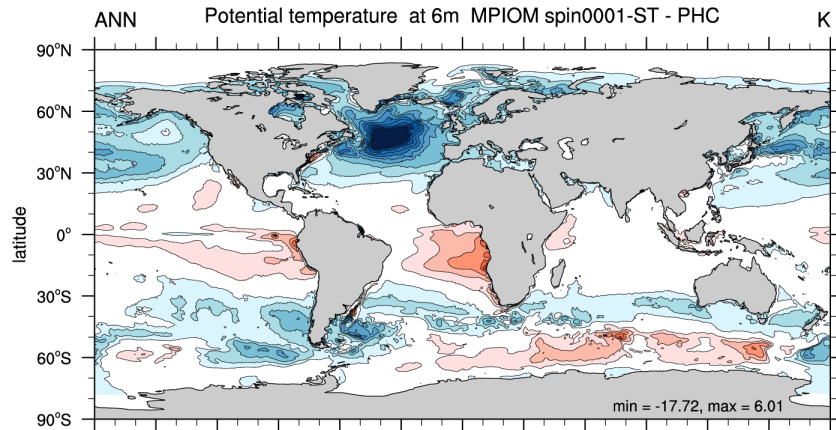 ANN Potential temperature at 6m MPIOM spin0001-ST - PHC K
90°N
60°N
30°N
0°
30°S
60°S
90°S
latitude
min = -17.72, max = 6.01